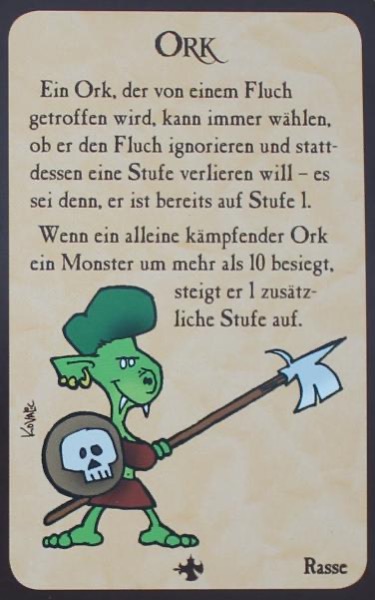 Ork
Ein Ork, der von einem Fluch
getroffen wird, kann immer wählen,
ob er den Fluch ignorieren und statt-
dessen eine Stufe verlieren will – es
sei denn, er ist bereits auf Stufe 1.
Wenn ein alleine kämpfender Ork
ein Monster um mehr als 10 besiegt,
steigt er 1 zusätz-
liche Stufe auf.
Kovalic
Rasse